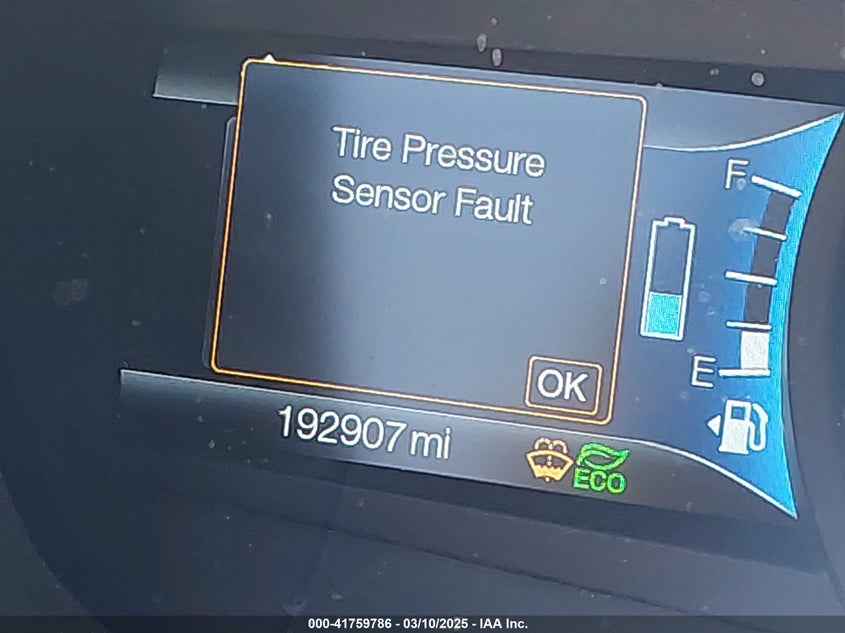 Tire Pressure
Sensor Fault
F
E
OK
192907 mi
ECO
000-41759786 - 03/10/2025 - IAA Inc.